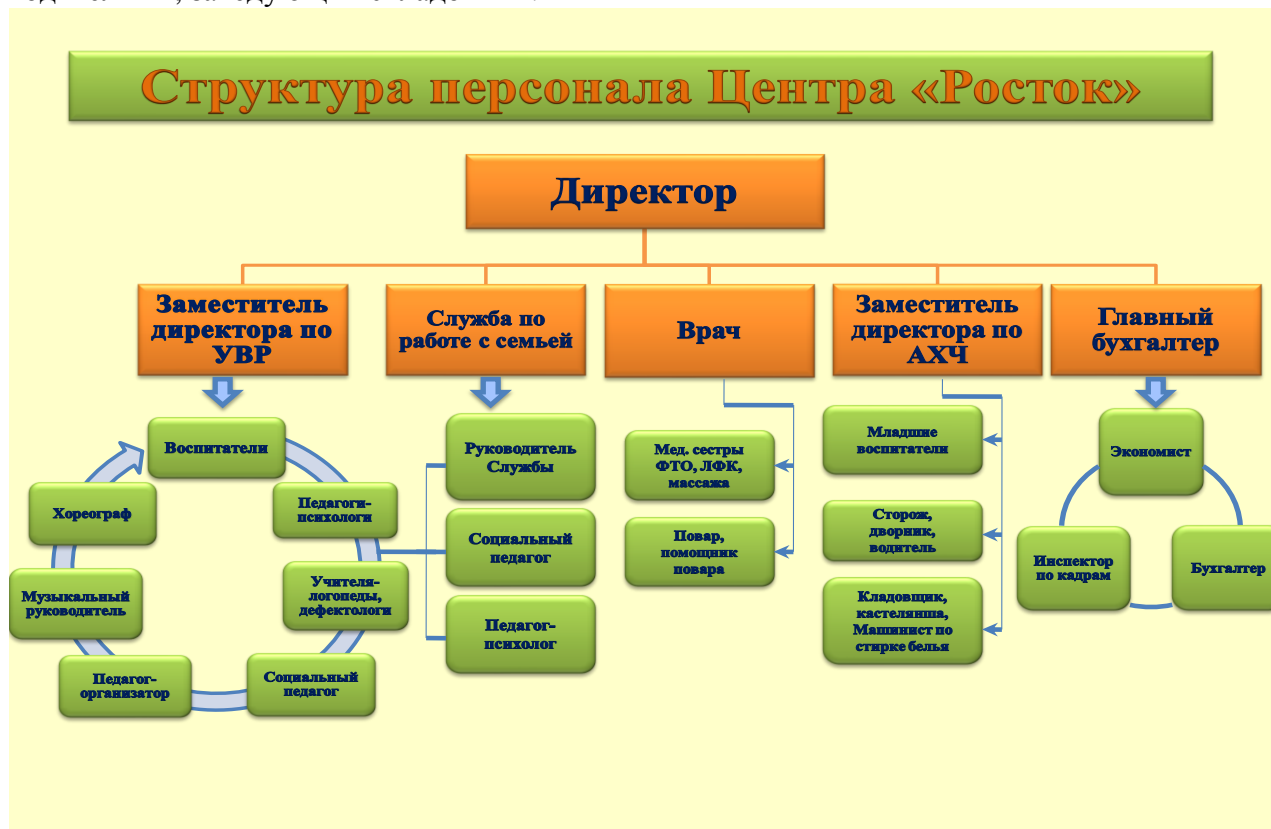 Структура персонала Центра «Росток»
Директор
Заместитель
директора по
УВР
Служба по
работе с семьей
Врач
Заместитель
директора по
АХЧ
Главный
бухгалтер
Воспитатели
Педагоги-
психологи
Учителя-
логопеды,
дефектологи
Социальный
педагог
Педагог-
организатор
Музыкальный
руководитель
Хореограф
Руководитель
Службы
Социальный
педагог
Педагог-
психолог
Мед. сестры
ФТО, ЛФК,
массажа
Повар,
помощник
повара
Младшие
воспитатели
Сторож,
дворник,
водитель
Кладовщик,
кастелянша,
Машинист по
стирке белья
Экономист
Инспектор
по кадрам
Бухгалтер